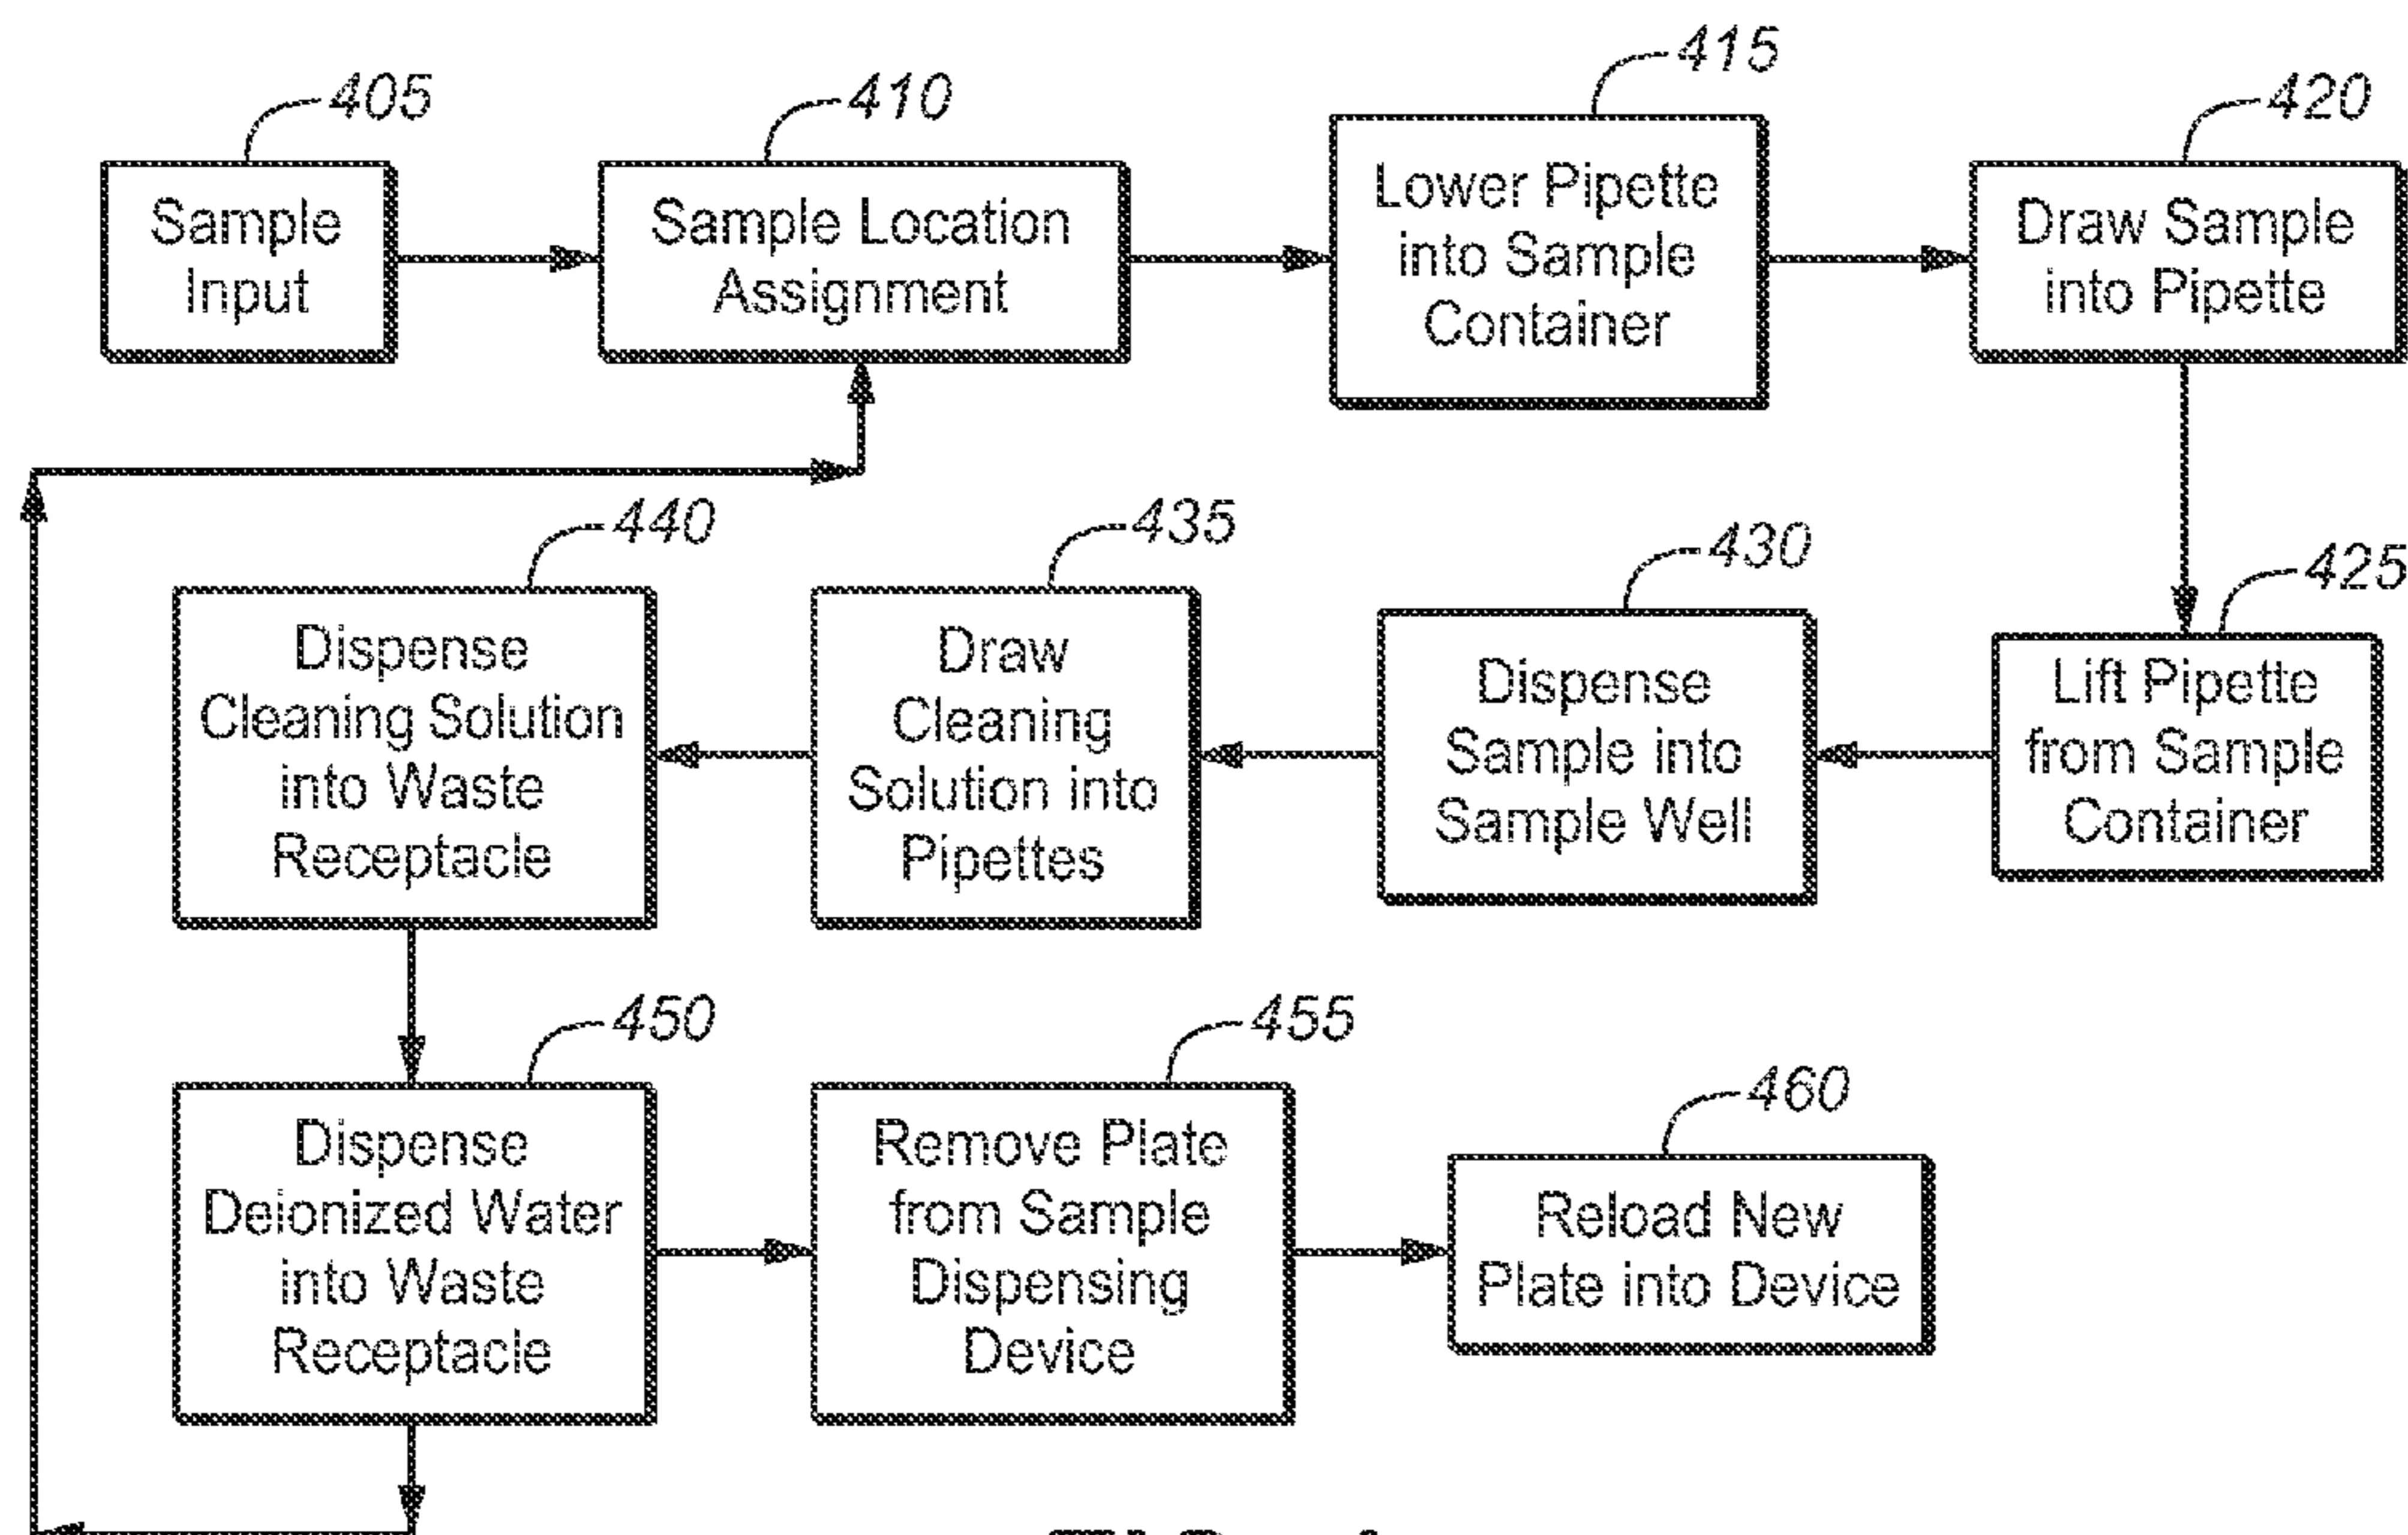 405
Sample
Input
410
Sample Location
Assignment
415
Lower Pipette
into Sample
Container
420
Draw Sample
into Pipette
440
Dispense
Cleaning Solution
into Waste
Receptacle
435
Draw
Cleaning
Solution into
Pipettes
430
Dispense
Sample into
Sample Well
425
Lift Pipette
from Sample
Container
450
Dispense
Deionized Water
into Waste
Receptacle
455
Remove Plate
from Sample
Dispensing
Device
460
Reload New
Plate into Device